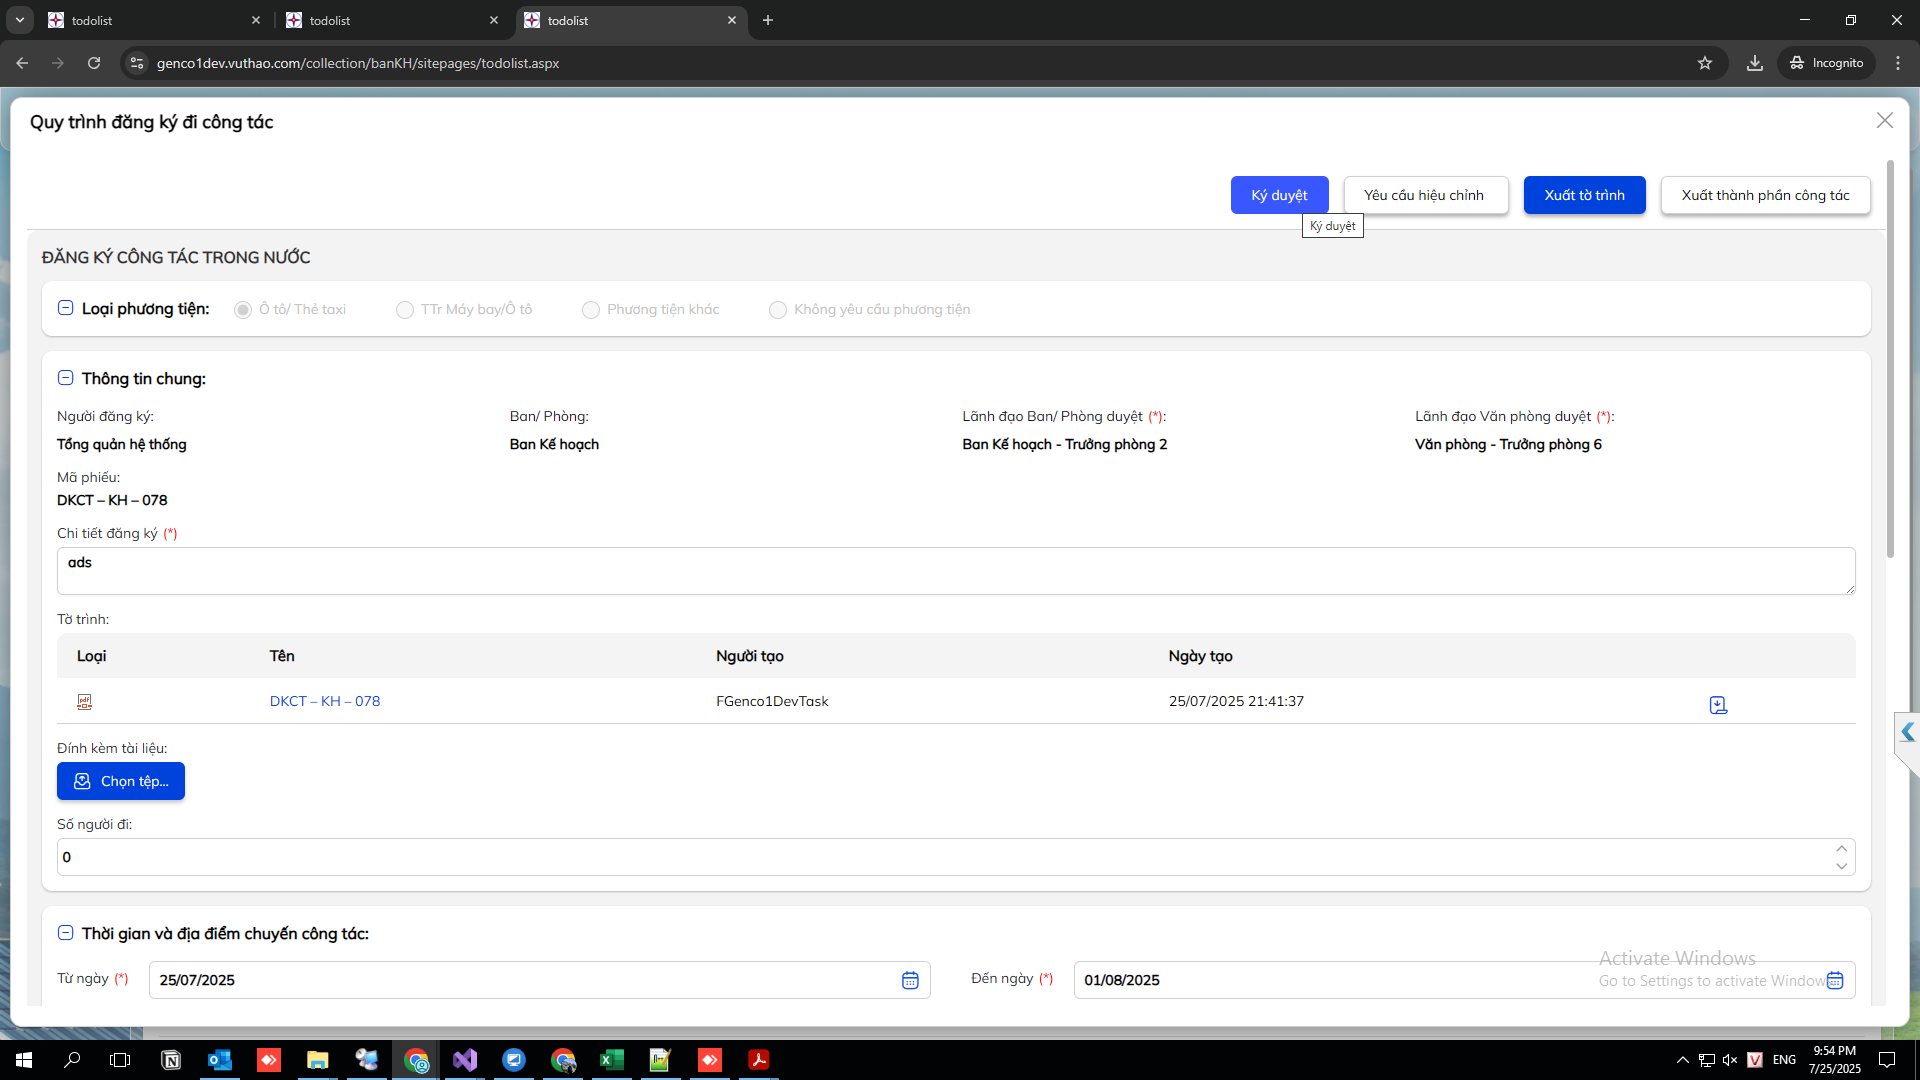 todolist
todolist
todolist
genco1dev.vuthao.com/collection/banKH/sitepages/todolist.aspx
Incognito
Quy trình đăng ký đi công tác
Ký duyệt
Yêu cầu hiệu chỉnh
Xuất tờ trình
Xuất thành phần công tác
Ký duyệt
ĐĂNG KÝ CÔNG TÁC TRONG NƯỚC
Loại phương tiện:
Ô tô/ Thẻ taxi
TTr Máy bay/Ô tô
Phương tiện khác
Không yêu cầu phương tiện
Thông tin chung:
Người đăng ký:
Ban/ Phòng:
Lãnh đạo Ban/ Phòng duyệt (*):
Lãnh đạo Văn phòng duyệt (*):
Tổng quản hệ thống
Ban Kế hoạch
Ban Kế hoạch - Trưởng phòng 2
Văn phòng - Trưởng phòng 6
Mã phiếu:
DKCT – KH – 078
Chi tiết đăng ký (*)
ads
Tờ trình:
Loại
Tên
Người tạo
Ngày tạo
pdf
DKCT – KH – 078
FGenco1DevTask
25/07/2025 21:41:37
Đính kèm tài liệu:
Chọn tệp...
Số người đi:
0
Thời gian và địa điểm chuyến công tác:
Từ ngày (*)
25/07/2025
Đến ngày (*)
01/08/2025
Activate Windows
Go to Settings to activate Windows
ENG
9:54 PM
7/25/2025